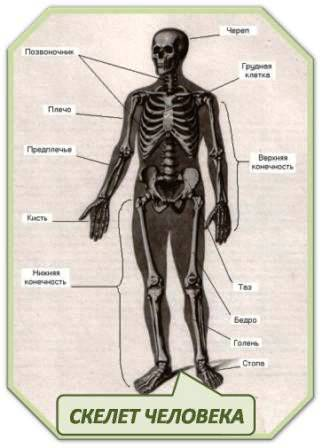 Череп
Позвоночник
Грудная
клетка
Плечо
Предплечье
Верхняя
конечность
Кисть
Нижняя
конечность
Таз
Бедро
Голень
Стопа
СКЕЛЕТ ЧЕЛОВЕКА